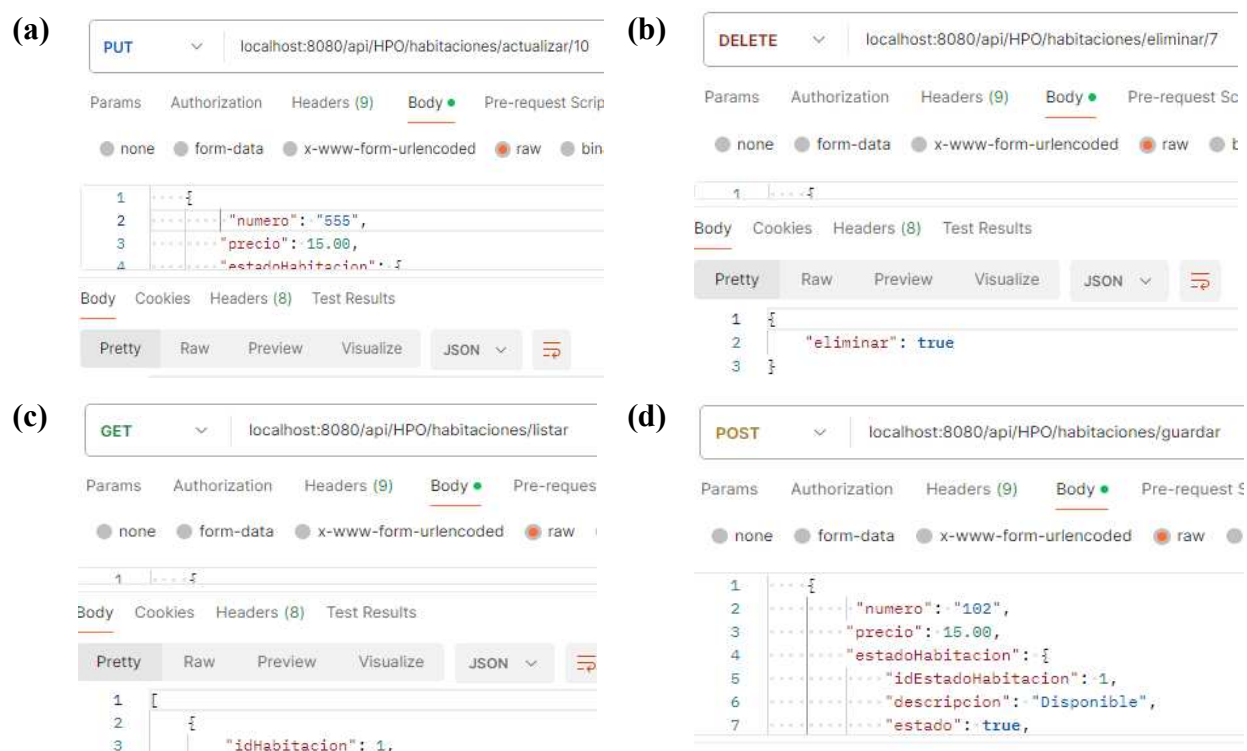 (a)
PUT localhost:8080/api/HPO/habitaciones/actualizar/10
Params Authorization Headers (9) Body Pre-request Scrip
none form-data x-www-form-urlencoded raw bina
1 {
2 "numero": "555",
3 "precio": 15.00,
4 "estadoHabitacion": {
Body Cookies Headers (8) Test Results
Pretty Raw Preview Visualize JSON
(b)
DELETE localhost:8080/api/HPO/habitaciones/eliminar/7
Params Authorization Headers (9) Body Pre-request Sc
none form-data x-www-form-urlencoded raw
1 {
Body Cookies Headers (8) Test Results
Pretty Raw Preview Visualize JSON
1 {
2 "eliminar": true
3 }
(c)
GET localhost:8080/api/HPO/habitaciones/listar
Params Authorization Headers (9) Body Pre-reques
none form-data x-www-form-urlencoded raw
1 {
Body Cookies Headers (8) Test Results
Pretty Raw Preview Visualize JSON
1 [
2 {
3 "idHabitacion": 1,
(d)
POST localhost:8080/api/HPO/habitaciones/guardar
Params Authorization Headers (9) Body Pre-request S
none form-data x-www-form-urlencoded raw
1 {
2 "numero": "102",
3 "precio": 15.00,
4 "estadoHabitacion": {
5 "idEstadoHabitacion": 1,
6 "descripcion": "Disponible",
7 "estado": true,